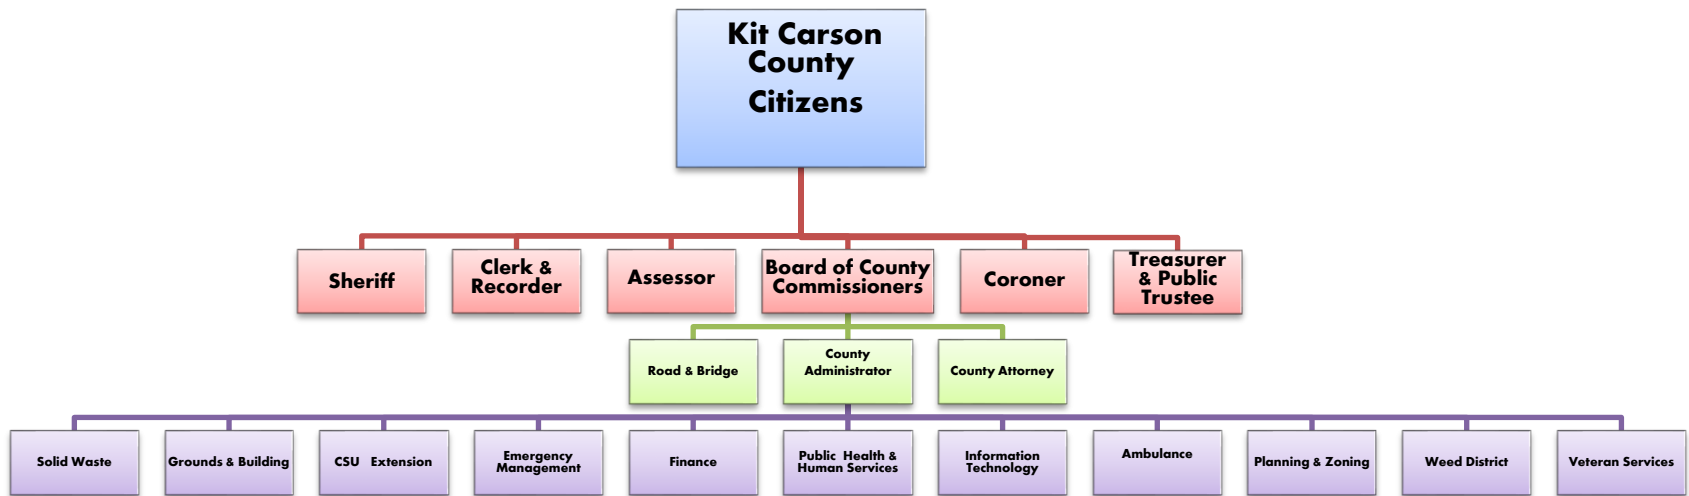 Kit Carson
County
Citizens
Sheriff
Clerk &
Recorder
Assessor
Board of County
Commissioners
Coroner
Treasurer
& Public
Trustee
Road & Bridge
County
Administrator
County Attorney
Solid Waste
Grounds & Building
CSU Extension
Emergency
Management
Finance
Public Health &
Human Services
Information
Technology
Ambulance
Planning & Zoning
Weed District
Veteran Services